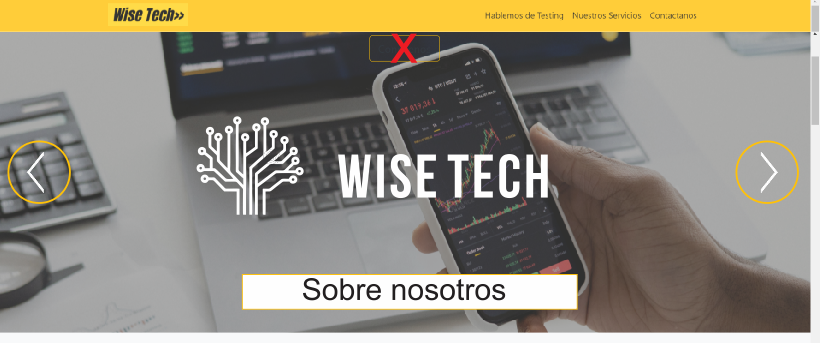 Wise Tech»
Hablemos de Testing Nuestros Servicios Contactanos
X
WISE TECH
Sobre nosotros